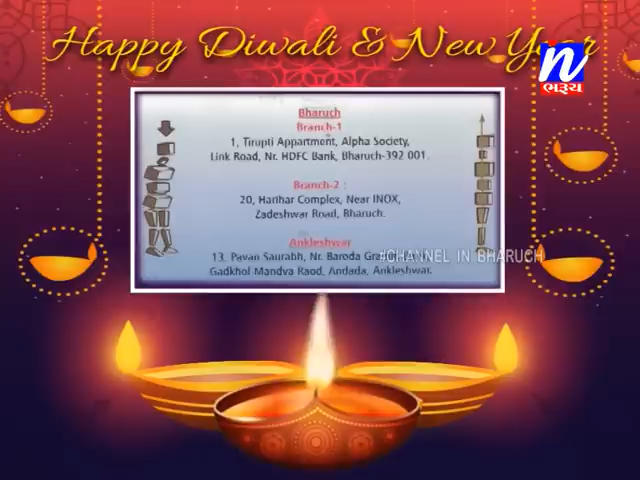 Happy Diwali & New Year
n
ભરૂચ
Bharuch
Branch-1
1, Tirupti Appartment, Alpha Society,
Link Road, Nr. HDFC Bank, Bharuch-392 001.
Branch-2 :
20, Harihar Complex, Near INOX,
Zadeshwar Road, Bharuch.
Ankleshwar
13, Pavan Saurabh, Nr. Baroda
#CHANNEL IN BHARUCH
Gadkhol Mandva Raod, Andada, Ankleshwar.